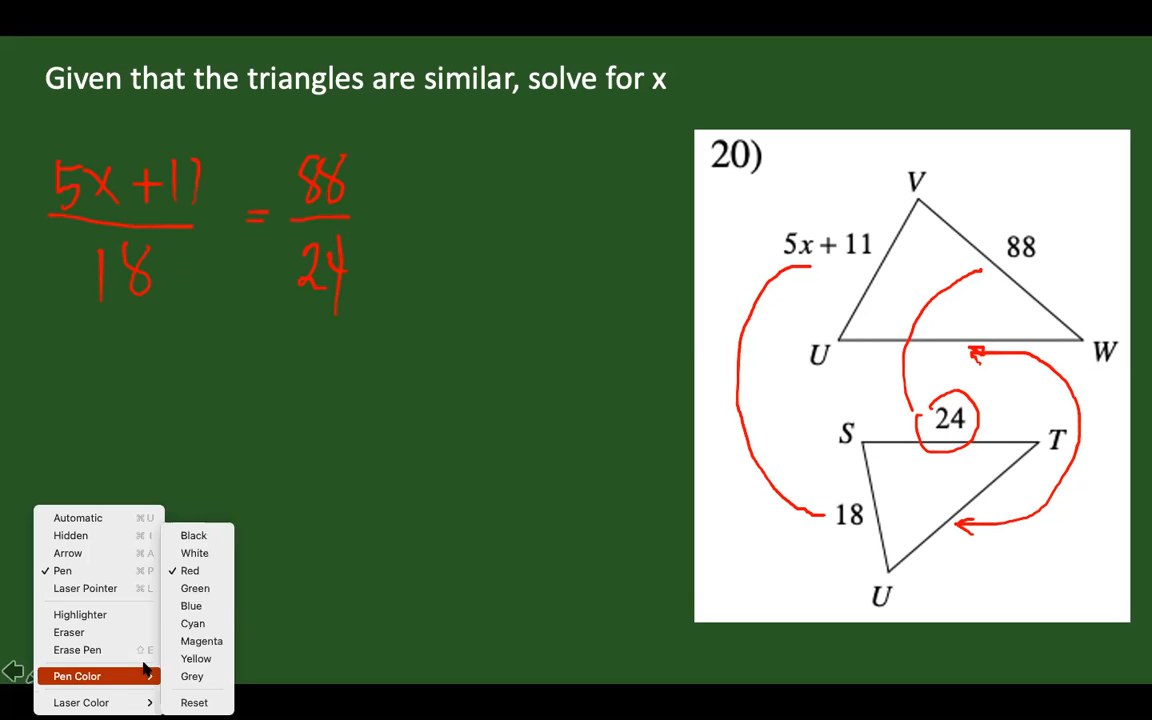 Given that the triangles are similar, solve for x
5x+11
18
=
88
24
20)
V
5x + 11
88
U
W
24
S
T
18
U
Automatic ⌘ U
Hidden ⌘ I
Arrow ⌘ A
✓ Pen ⌘ P
Laser Pointer ⌘ L
Highlighter
Eraser
Erase Pen ⇧ E
Pen Color >
Laser Color >
Black
White
✓ Red
Green
Blue
Cyan
Magenta
Yellow
Grey
Reset